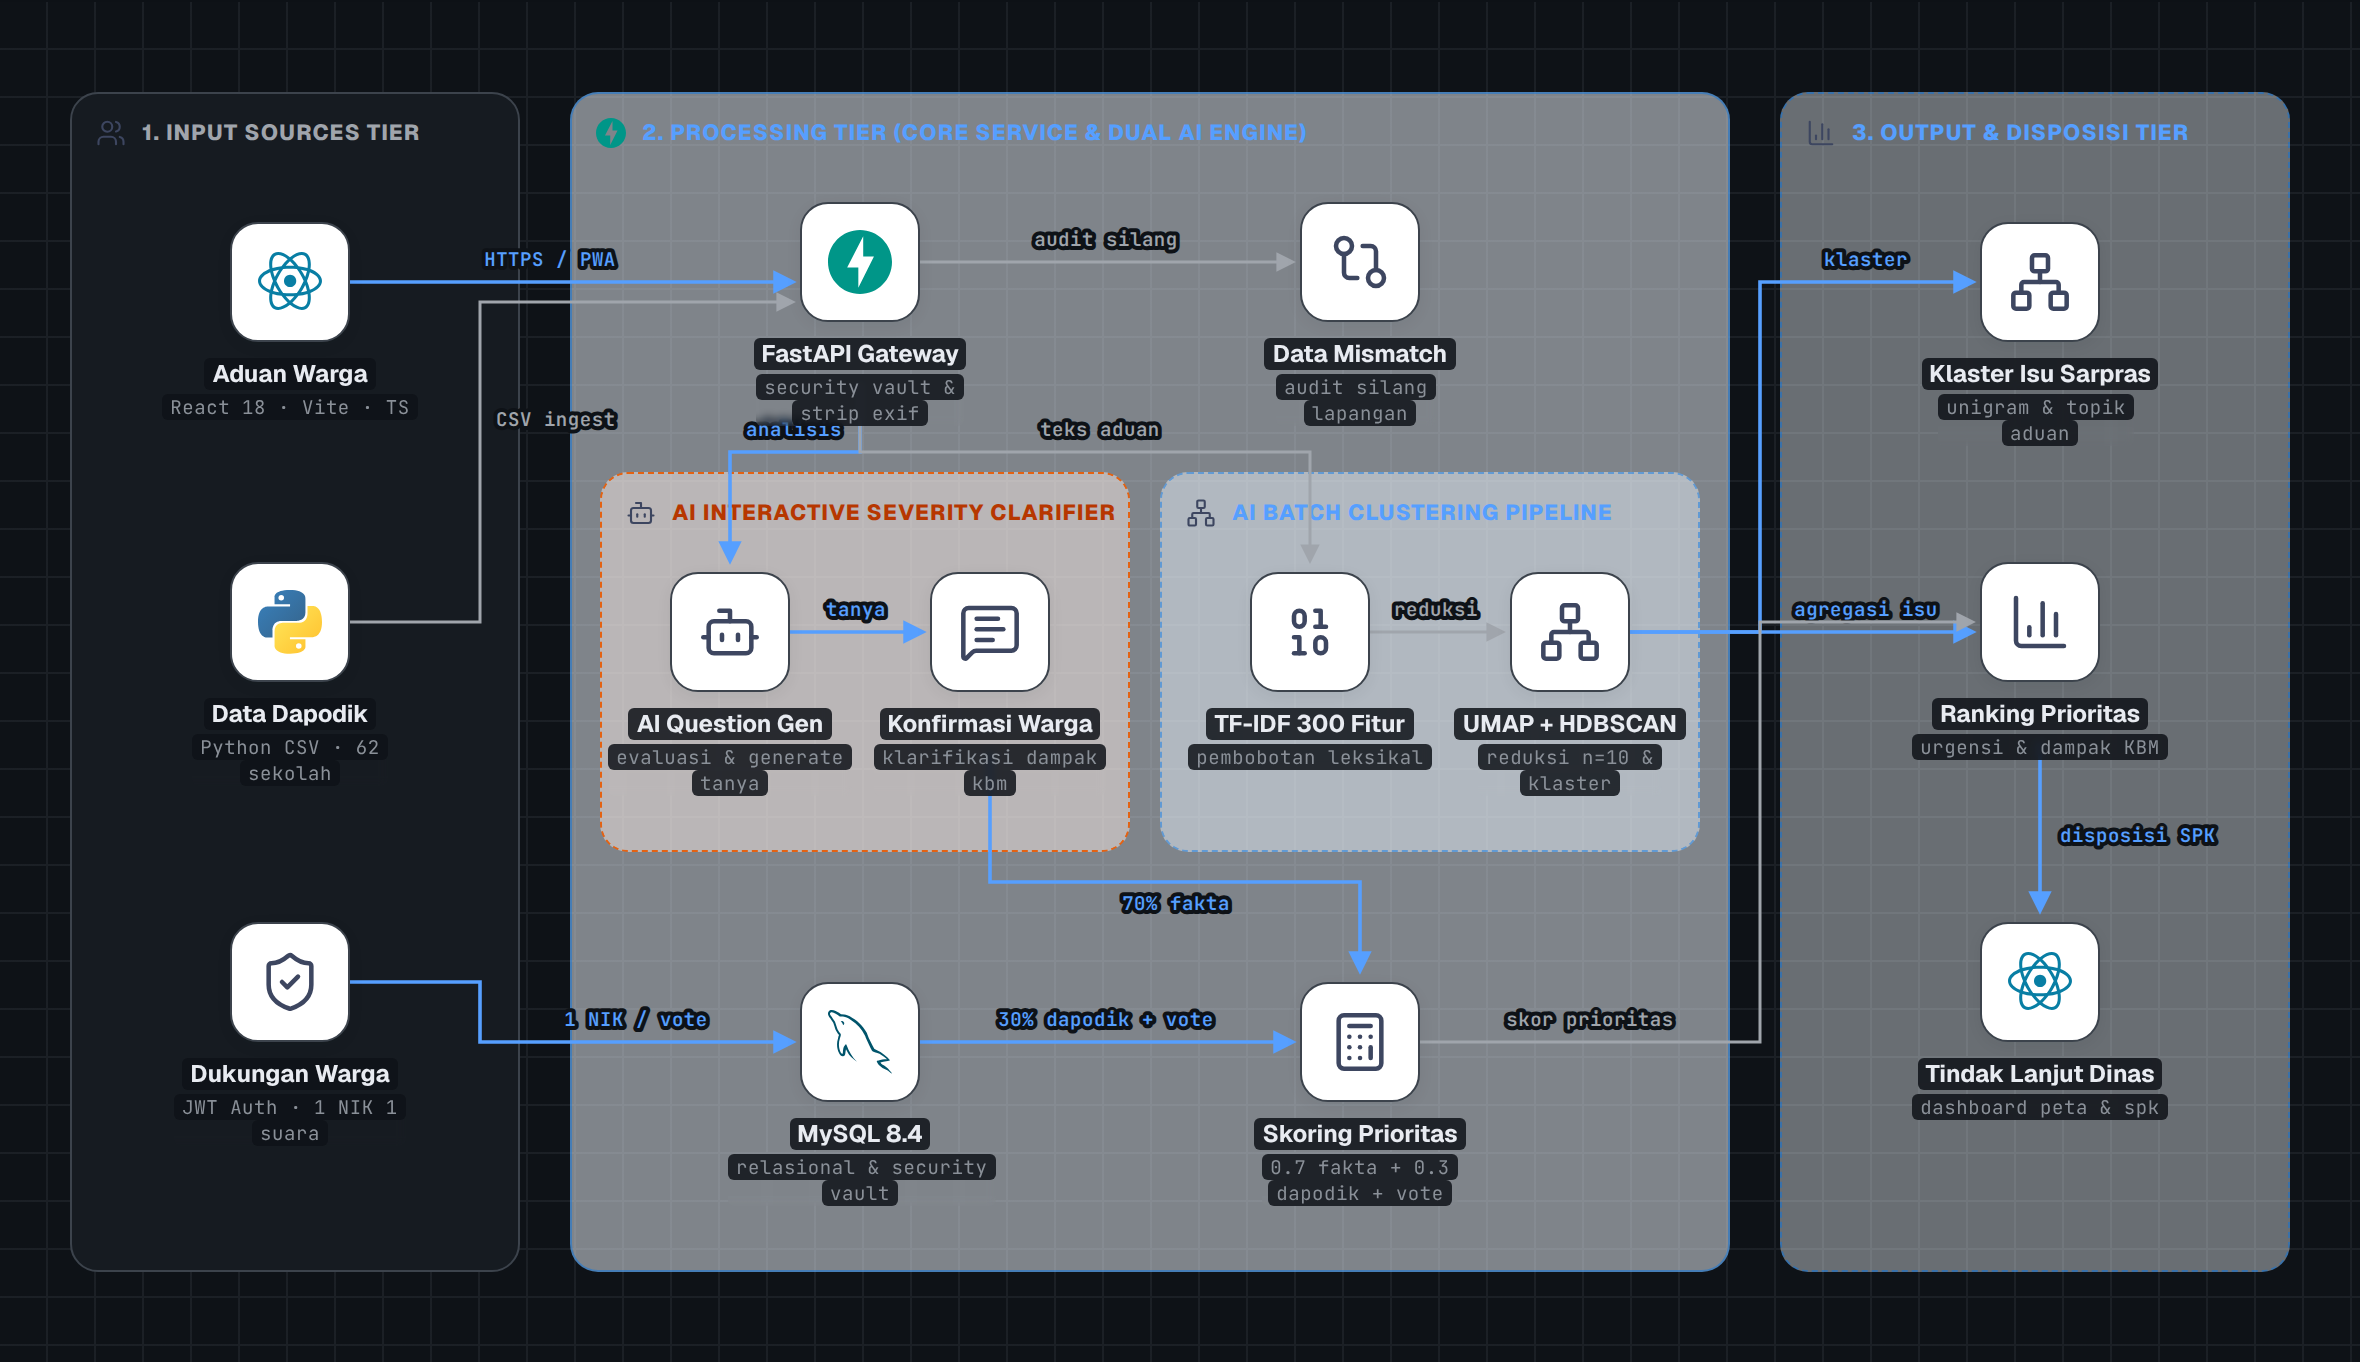 1. INPUT SOURCES TIER
Aduan Warga
React 18 · Vite · TS
Data Dapodik
Python CSV · 62
sekolah
Dukungan Warga
JWT Auth · 1 NIK 1
suara
HTTPS / PWA
CSV ingest
1 NIK / vote
2. PROCESSING TIER (CORE SERVICE & DUAL AI ENGINE)
FastAPI Gateway
security vault &
strip exif
audit silang
Data Mismatch
audit silang
lapangan
analisis
teks aduan
AI INTERACTIVE SEVERITY CLARIFIER
AI Question Gen
evaluasi & generate
tanya
tanya
Konfirmasi Warga
klarifikasi dampak
kbm
AI BATCH CLUSTERING PIPELINE
01
10
TF-IDF 300 Fitur
pembobotan leksikal
reduksi
UMAP + HDBSCAN
reduksi n=10 &
klaster
70% fakta
MySQL 8.4
relasional & security
vault
30% dapodik + vote
Skoring Prioritas
0.7 fakta + 0.3
dapodik + vote
skor prioritas
3. OUTPUT & DISPOSISI TIER
klaster
Klaster Isu Sarpras
unigram & topik
aduan
agregasi isu
Ranking Prioritas
urgensi & dampak KBM
disposisi SPK
Tindak Lanjut Dinas
dashboard peta & spk